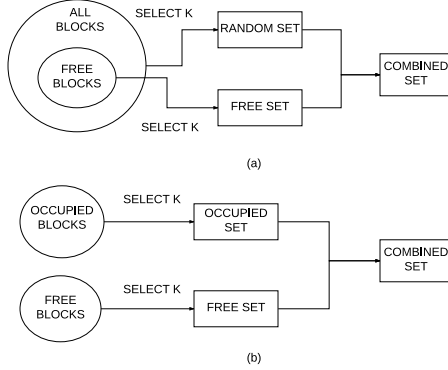 ALL
BLOCKS
SELECT K
RANDOM SET
FREE
BLOCKS
COMBINED
SET
FREE SET
SELECT K
(a)
OCCUPIED
BLOCKS
SELECT K
OCCUPIED
SET
COMBINED
SET
FREE
BLOCKS
SELECT K
FREE SET
(b)